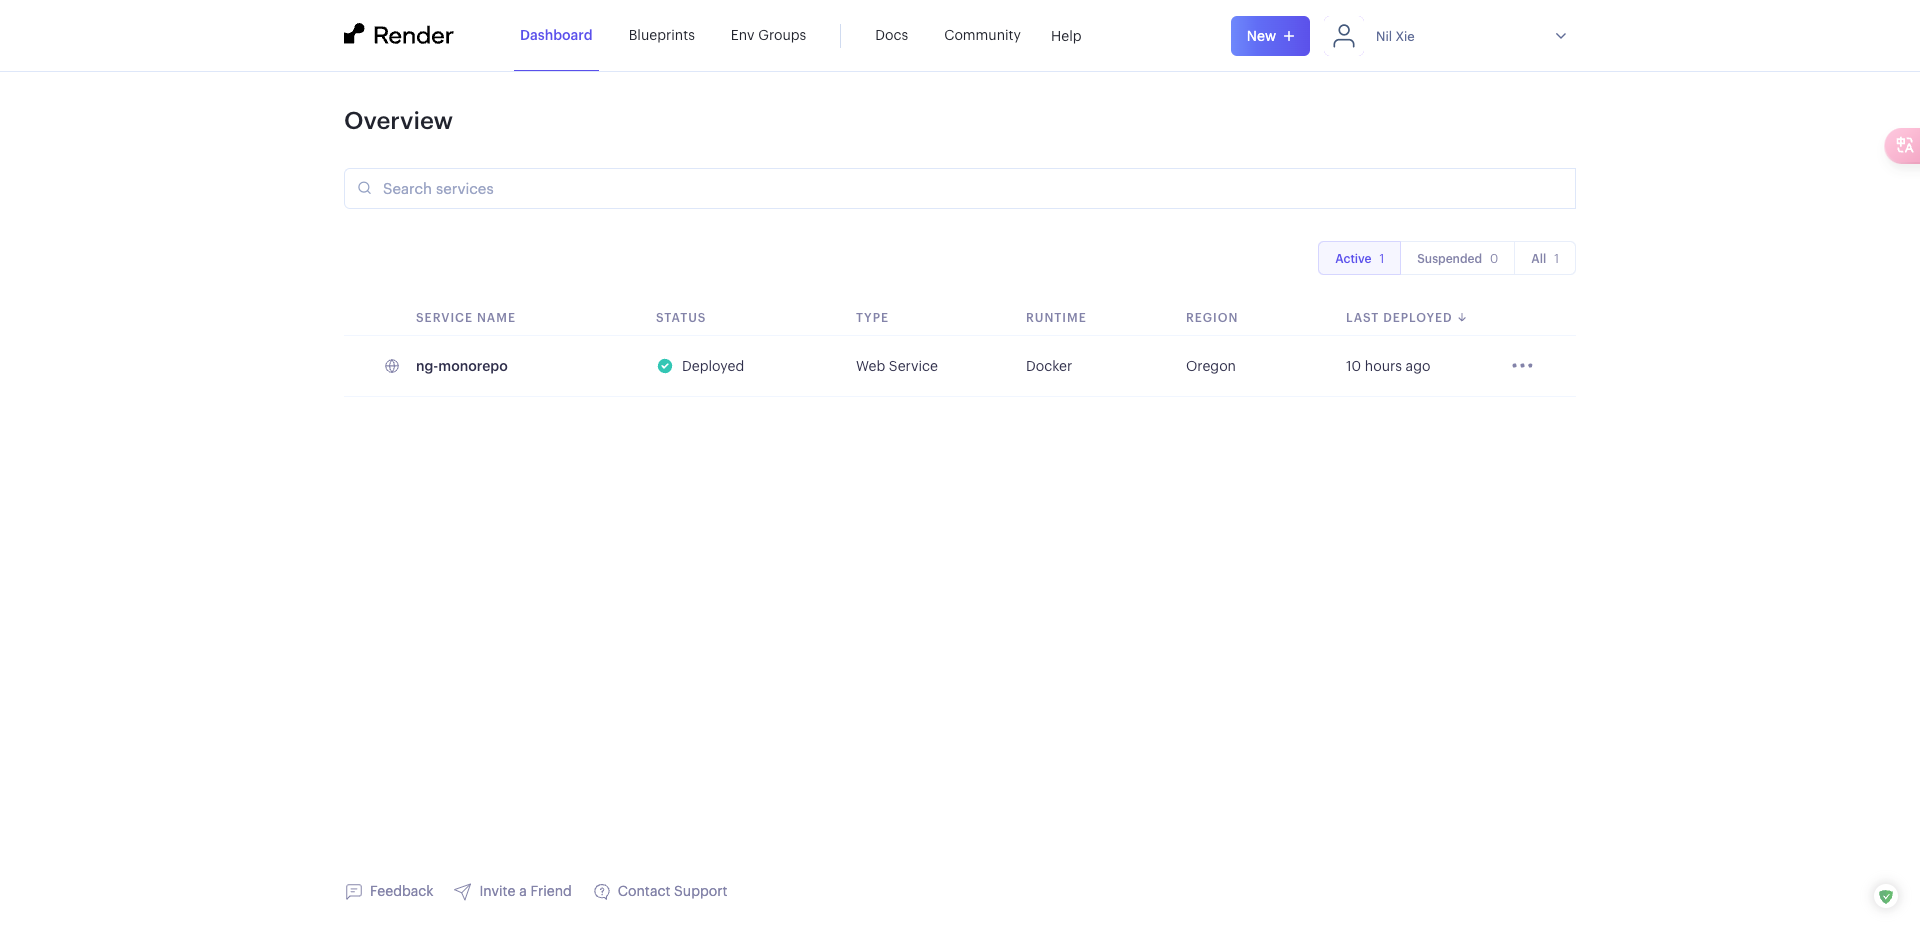 Render Dashboard Blueprints Env Groups Docs Community Help New + Nil Xie
Overview
Search services
Active 1 Suspended 0 All 1
SERVICE NAME STATUS TYPE RUNTIME REGION LAST DEPLOYED ↓
ng-monorepo Deployed Web Service Docker Oregon 10 hours ago
Feedback Invite a Friend Contact Support